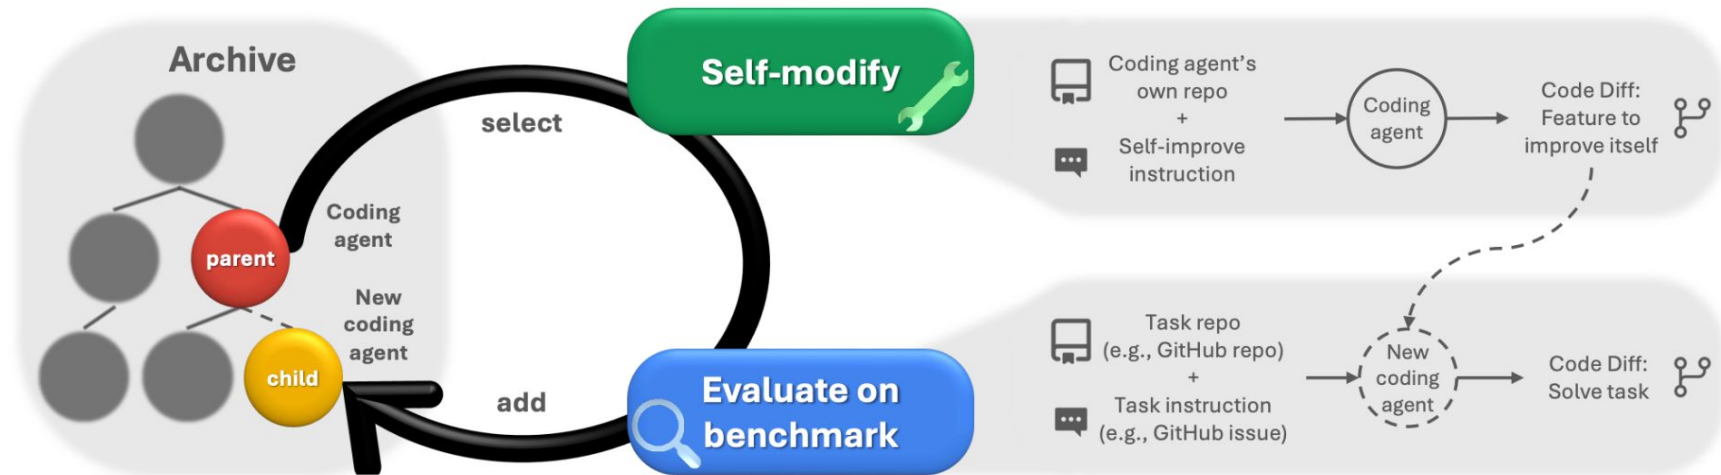 Archive
parent
child
Coding
agent
New
coding
agent
select
add
Self-modify
Evaluate on
benchmark
Coding agent's
own repo
+
Self-improve
instruction
Coding
agent
Code Diff:
Feature to
improve itself
Task repo
(e.g., GitHub repo)
+
Task instruction
(e.g., GitHub issue)
New
coding
agent
Code Diff:
Solve task